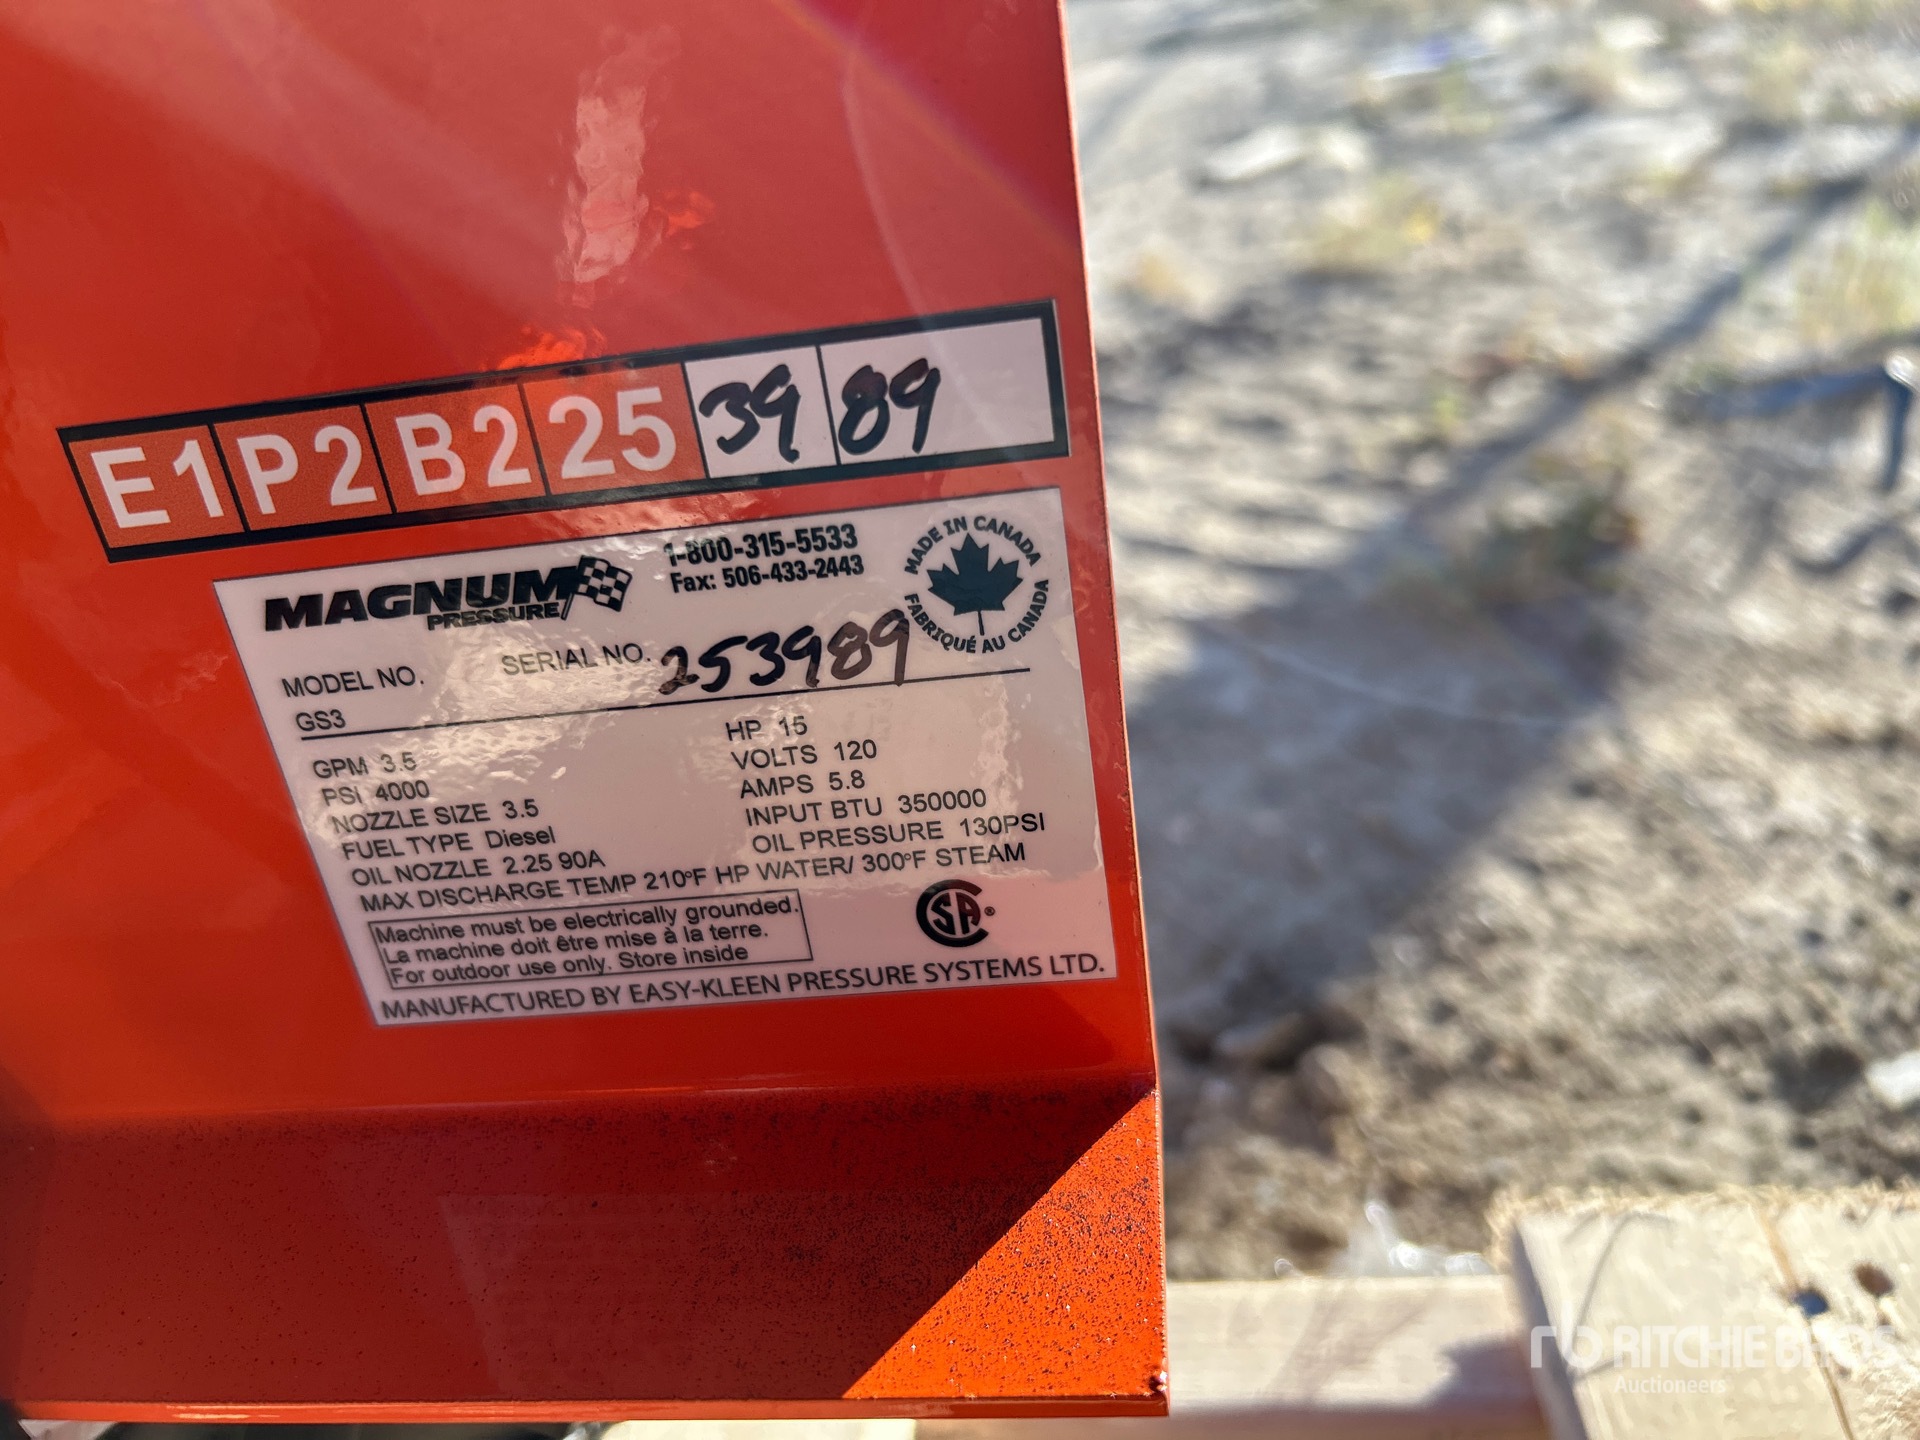 E1 P2 B2 25 39 89
MAGNUM
PRESSURE
1-800-315-5533
Fax: 506-433-2443
MADE IN CANADA
FABRIQUÉ AU CANADA
MODEL NO. SERIAL NO. 253989
GS3
GPM 3.5 HP 15
PSI 4000 VOLTS 120
NOZZLE SIZE 3.5 AMPS 5.8
FUEL TYPE Diesel INPUT BTU 350000
OIL NOZZLE 2.25 90A OIL PRESSURE 130PSI
MAX DISCHARGE TEMP 210°F HP WATER/ 300°F STEAM
Machine must be electrically grounded.
La machine doit être mise à la terre.
For outdoor use only. Store inside
CSA®
MANUFACTURED BY EASY-KLEEN PRESSURE SYSTEMS LTD.
rb RITCHIE BROS
Auctioneers